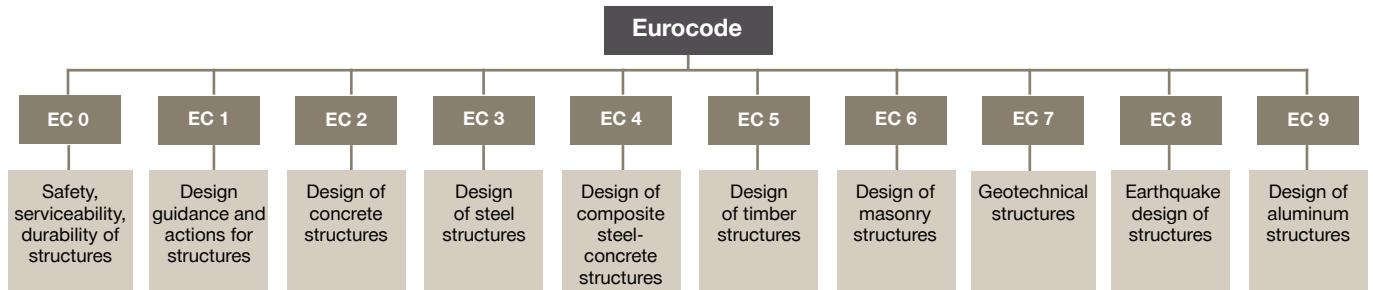 Eurocode
EC 0
EC 1
EC 2
EC 3
EC 4
EC 5
EC 6
EC 7
EC 8
EC 9
Safety,
serviceability,
durability of
structures
Design
guidance and
actions for
structures
Design of
concrete
structures
Design
of steel
structures
Design of
composite
steel-
concrete
structures
Design
of timber
structures
Design of
masonry
structures
Geotechnical
structures
Earthquake
design of
structures
Design of
aluminum
structures